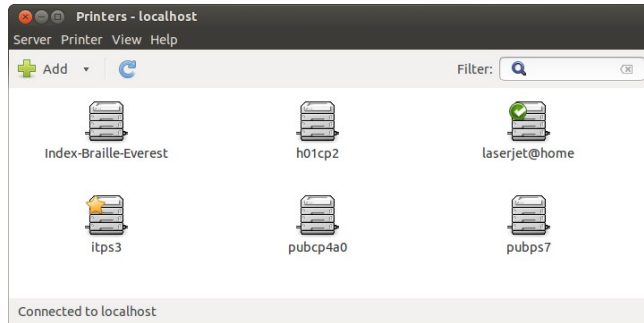 Printers - localhost
Server Printer View Help
Add Filter:
Index-Braille-Everest h01cp2 laserjet@home
itps3 pubcp4a0 pubps7
Connected to localhost